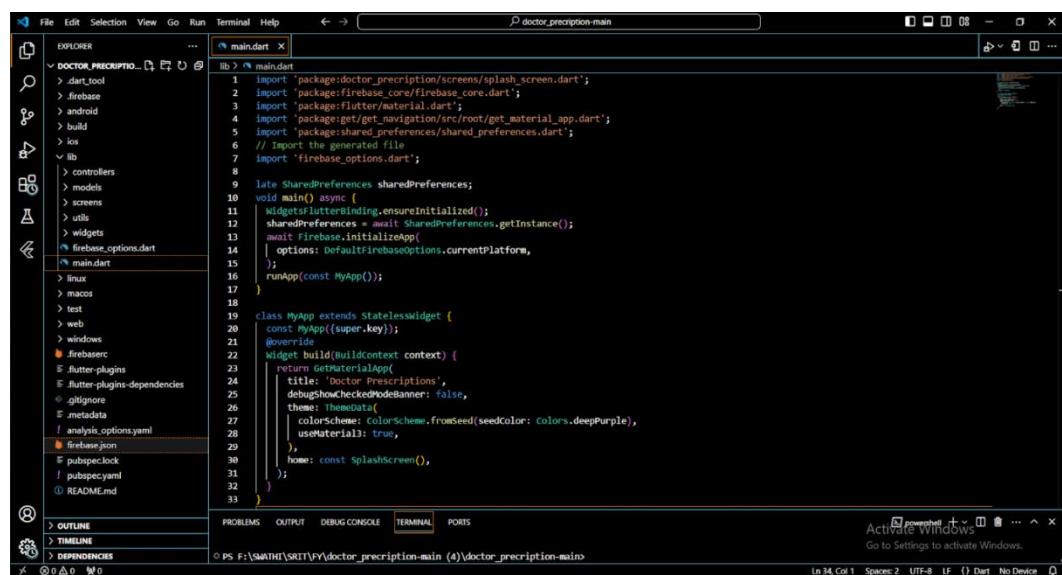 File Edit Selection View Go Run Terminal Help
doctor_precription-main
EXPLORER
DOCTOR_PRECRIPTIO...
> .dart_tool
> .firebase
> android
> build
> ios
lib
> controllers
> models
> screens
> utils
> widgets
firebase_options.dart
main.dart
> linux
> macos
> test
> web
> windows
.firebaserc
.flutter-plugins
.flutter-plugins-dependencies
.gitignore
.metadata
! analysis_options.yaml
firebase.json
pubspec.lock
! pubspec.yaml
README.md
> OUTLINE
> TIMELINE
> DEPENDENCIES
main.dart ×
lib > main.dart
1 import 'package:doctor_precription/screens/splash_screen.dart';
2 import 'package:firebase_core/firebase_core.dart';
3 import 'package:flutter/material.dart';
4 import 'package:get/get_navigation/src/root/get_material_app.dart';
5 import 'package:shared_preferences/shared_preferences.dart';
6 // Import the generated file
7 import 'firebase_options.dart';
8
9 late SharedPreferences sharedPreferences;
10 void main() async {
11 WidgetsFlutterBinding.ensureInitialized();
12 sharedPreferences = await SharedPreferences.getInstance();
13 await Firebase.initializeApp(
14 options: DefaultFirebaseOptions.currentPlatform,
15 );
16 runApp(const MyApp());
17 }
18
19 class MyApp extends StatelessWidget {
20 const MyApp({super.key});
21 @override
22 Widget build(BuildContext context) {
23 return GetMaterialApp(
24 title: 'Doctor Prescriptions',
25 debugShowCheckedModeBanner: false,
26 theme: ThemeData(
27 colorScheme: ColorScheme.fromSeed(seedColor: Colors.deepPurple),
28 useMaterial3: true,
29 ),
30 home: const SplashScreen(),
31 );
32 }
33 }
PROBLEMS OUTPUT DEBUG CONSOLE TERMINAL PORTS
powershell
Activate Windows
Go to Settings to activate Windows.
PS F:\SWATHI\SRIT\FY\doctor_precription-main (4)\doctor_precription-main>
0 0 0 Ln 34, Col 1 Spaces: 2 UTF-8 LF {} Dart No Device